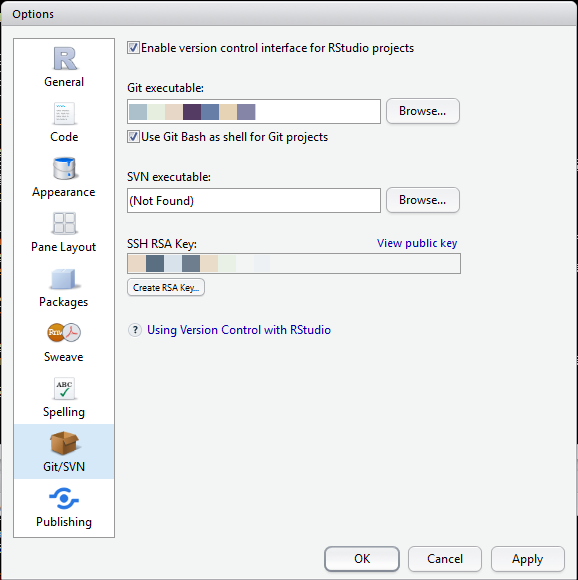 Options
General
Code
Appearance
Pane Layout
Packages
Rnw
Sweave
ABC
Spelling
Git/SVN
Publishing
Enable version control interface for RStudio projects
Git executable:
Browse...
Use Git Bash as shell for Git projects
SVN executable:
(Not Found)
Browse...
SSH RSA Key:
View public key
Create RSA Key...
? Using Version Control with RStudio
OK
Cancel
Apply